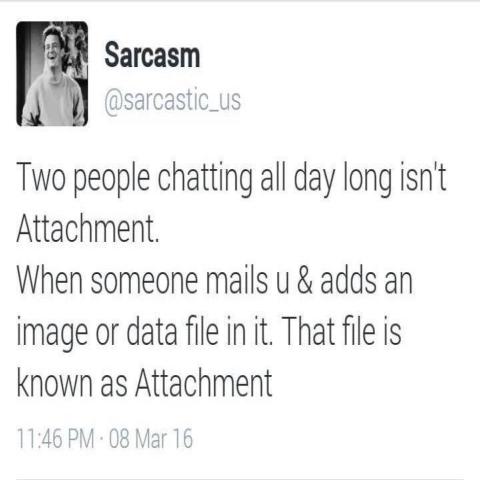 Sarcasm
@sarcastic_us
Two people chatting all day long isn't
Attachment.
When someone mails u & adds an
image or data file in it. That file is
known as Attachment
11:46 PM · 08 Mar 16